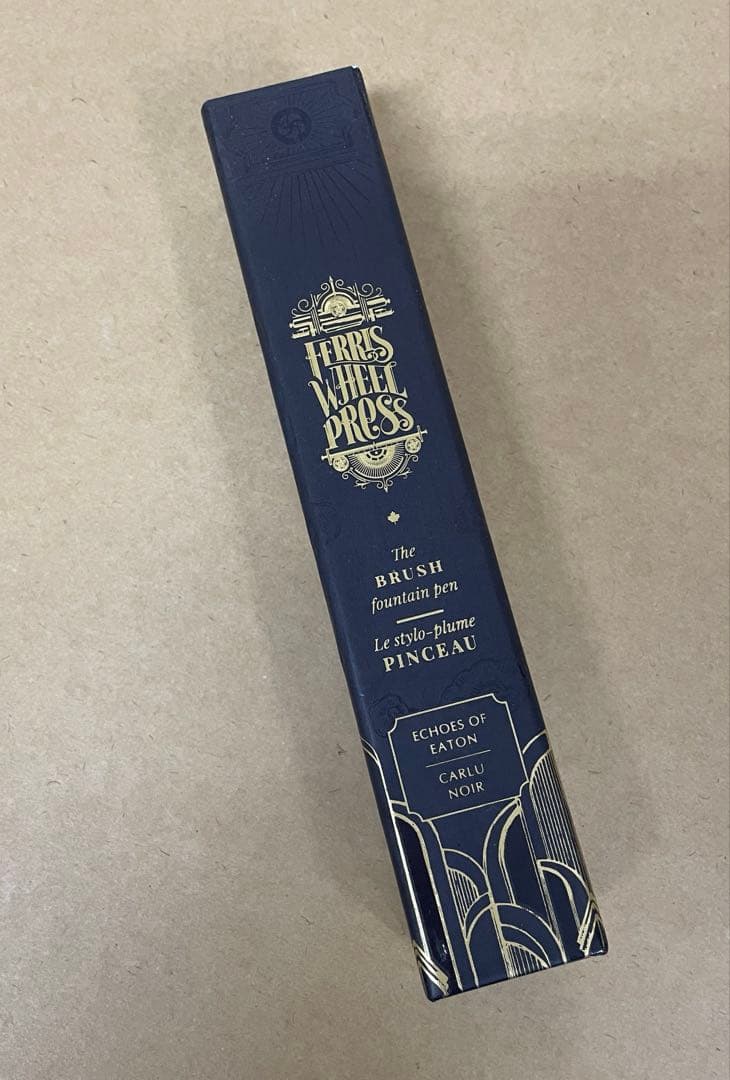 FERRIS
WHEEL
PRESS
The
BRUSH
fountain pen
Le stylo-plume
PINCEAU
ECHOES OF
EATON
CARLU
NOIR